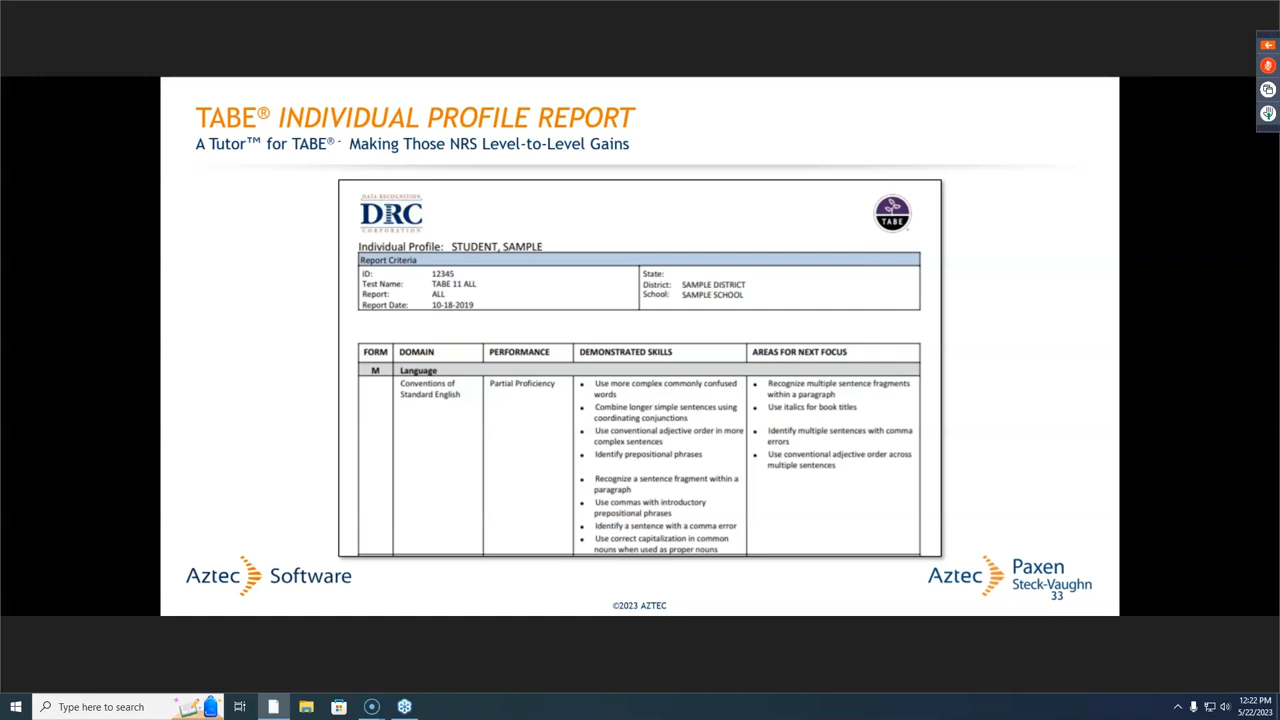 TABE® INDIVIDUAL PROFILE REPORT
A Tutor™ for TABE®- Making Those NRS Level-to-Level Gains
DATA RECOGNITION
DRC
CORPORATION
TABE
Individual Profile: STUDENT, SAMPLE
Report Criteria
ID: 12345
Test Name: TABE 11 ALL
Report: ALL
Report Date: 10-18-2019
State:
District: SAMPLE DISTRICT
School: SAMPLE SCHOOL
FORM DOMAIN PERFORMANCE DEMONSTRATED SKILLS AREAS FOR NEXT FOCUS
M Language
Conventions of
Standard English
Partial Proficiency
• Use more complex commonly confused
words
• Combine longer simple sentences using
coordinating conjunctions
• Use conventional adjective order in more
complex sentences
• Identify prepositional phrases
• Recognize a sentence fragment within a
paragraph
• Use commas with introductory
prepositional phrases
• Identify a sentence with a comma error
• Use correct capitalization in common
nouns when used as proper nouns
• Recognize multiple sentence fragments
within a paragraph
• Use italics for book titles
• Identify multiple sentences with comma
errors
• Use conventional adjective order across
multiple sentences
Aztec Software
Aztec Paxen
Steck-Vaughn
33
©2023 AZTEC
Type here to search
12:22 PM
5/22/2023